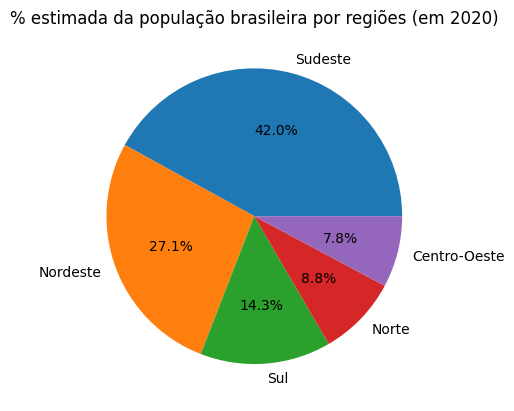 % estimada da população brasileira por regiões (em 2020)
Sudeste
42.0%
Nordeste
27.1%
Sul
14.3%
Norte
8.8%
Centro-Oeste
7.8%